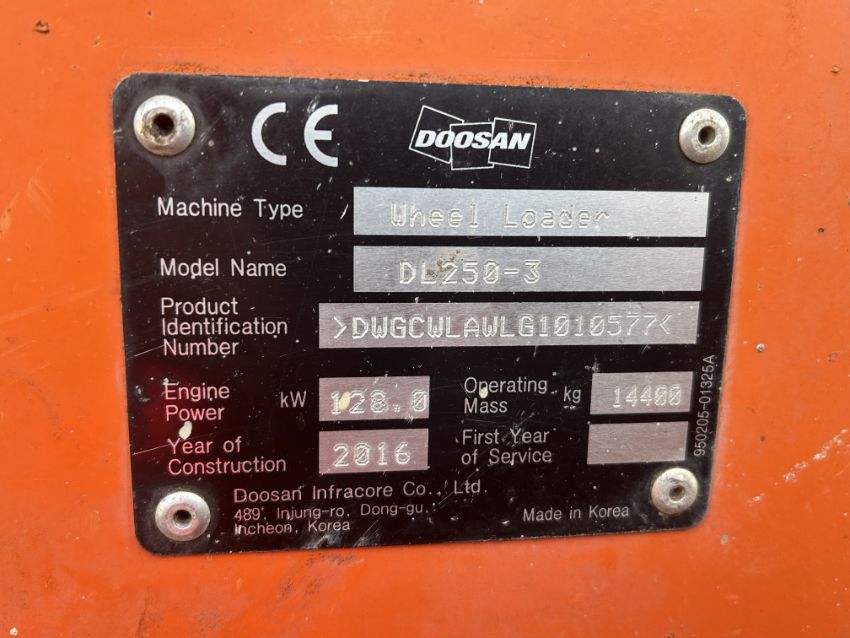 CE DOOSAN
Machine Type Wheel Loader
Model Name DL250-3
Product
Identification
Number >DWGCWLAWLG1010577<
Engine
Power kW 128.0
Operating
Mass kg 14400
Year of
Construction 2016
First Year
of Service
Doosan Infracore Co., Ltd.
489, Injung-ro, Dong-gu,
Incheon, Korea
Made in Korea
950205-01325A